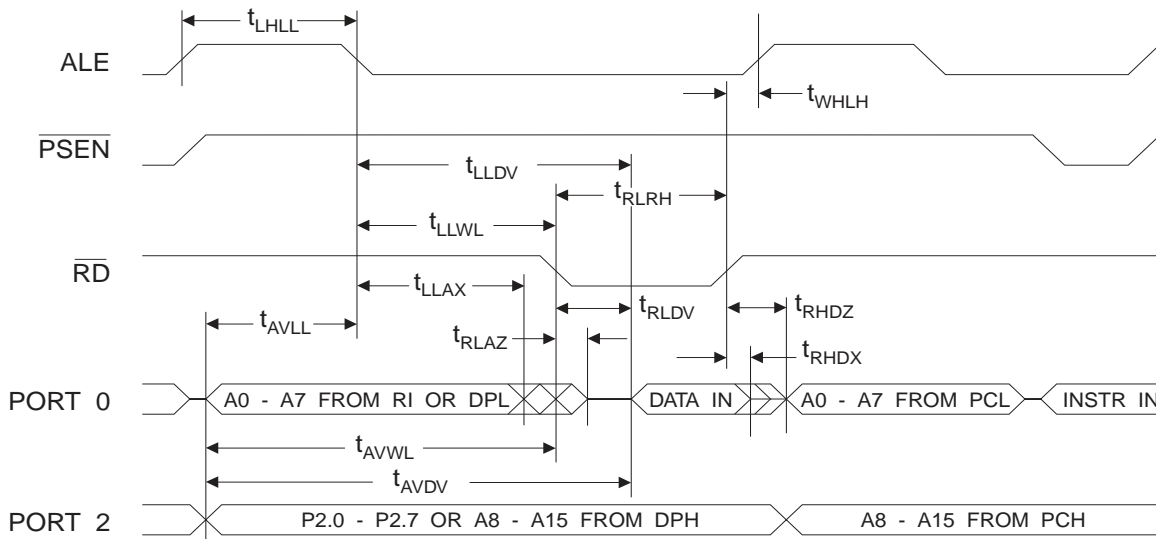 tLHLL
ALE
tWHLH
PSEN
tLLDV
tRLRH
tLLWL
RD
tLLAX
tRLDV
tRHDZ
tAVLL
tRLAZ
tRHDX
PORT 0
A0 - A7 FROM RI OR DPL
DATA IN
A0 - A7 FROM PCL
INSTR IN
tAVWL
tAVDV
PORT 2
P2.0 - P2.7 OR A8 - A15 FROM DPH
A8 - A15 FROM PCH